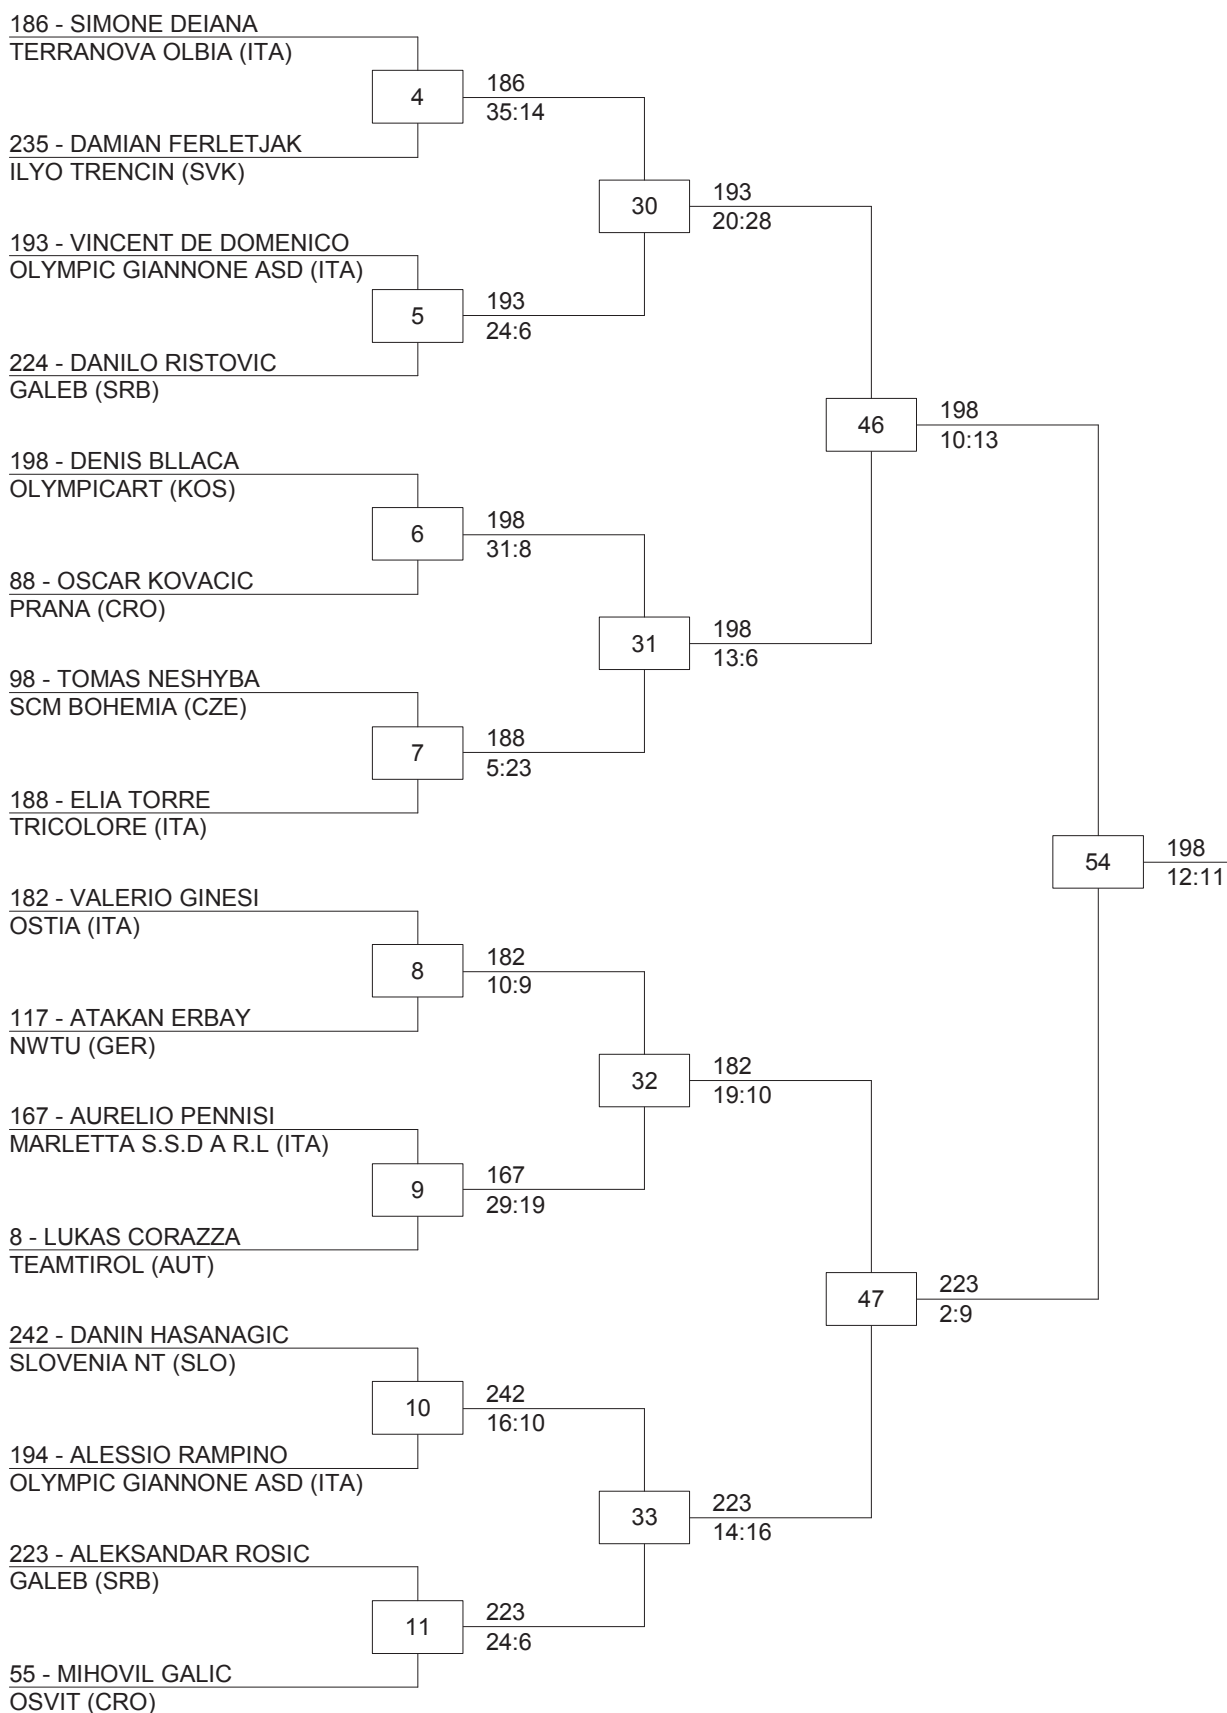 186 - SIMONE DEIANA
TERRANOVA OLBIA (ITA)
4
186
35:14
235 - DAMIAN FERLETJAK
ILYO TRENCIN (SVK)
30
193
20:28
193 - VINCENT DE DOMENICO
OLYMPIC GIANNONE ASD (ITA)
5
193
24:6
224 - DANILO RISTOVIC
GALEB (SRB)
46
198
10:13
198 - DENIS BLLACA
OLYMPICART (KOS)
6
198
31:8
88 - OSCAR KOVACIC
PRANA (CRO)
31
198
13:6
98 - TOMAS NESHYBA
SCM BOHEMIA (CZE)
7
188
5:23
188 - ELIA TORRE
TRICOLORE (ITA)
54
198
12:11
182 - VALERIO GINESI
OSTIA (ITA)
8
182
10:9
117 - ATAKAN ERBAY
NWTU (GER)
32
182
19:10
167 - AURELIO PENNISI
MARLETTA S.S.D A R.L (ITA)
9
167
29:19
8 - LUKAS CORAZZA
TEAMTIROL (AUT)
47
223
2:9
242 - DANIN HASANAGIC
SLOVENIA NT (SLO)
10
242
16:10
194 - ALESSIO RAMPINO
OLYMPIC GIANNONE ASD (ITA)
33
223
14:16
223 - ALEKSANDAR ROSIC
GALEB (SRB)
11
223
24:6
55 - MIHOVIL GALIC
OSVIT (CRO)